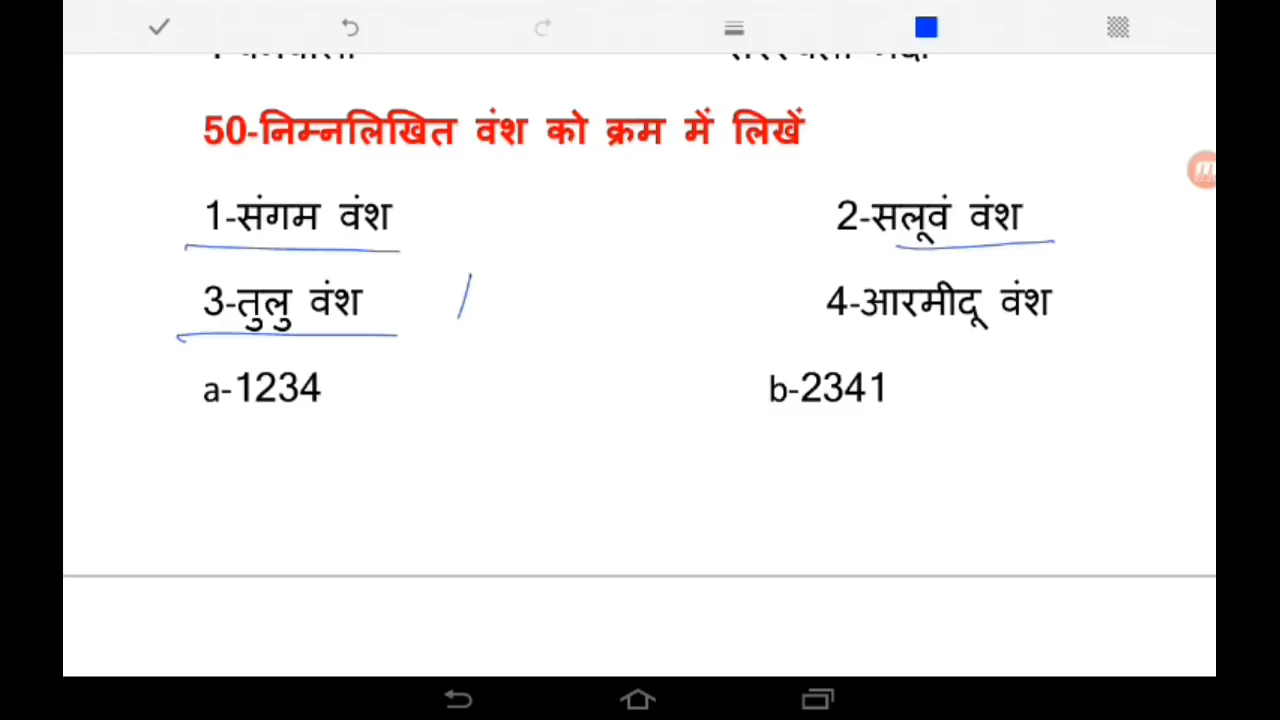 50-निम्नलिखित वंश को क्रम में लिखें
1-संगम वंश 2-सलूवं वंश
3-तुलु वंश 4-आरमीदू वंश
a-1234 b-2341